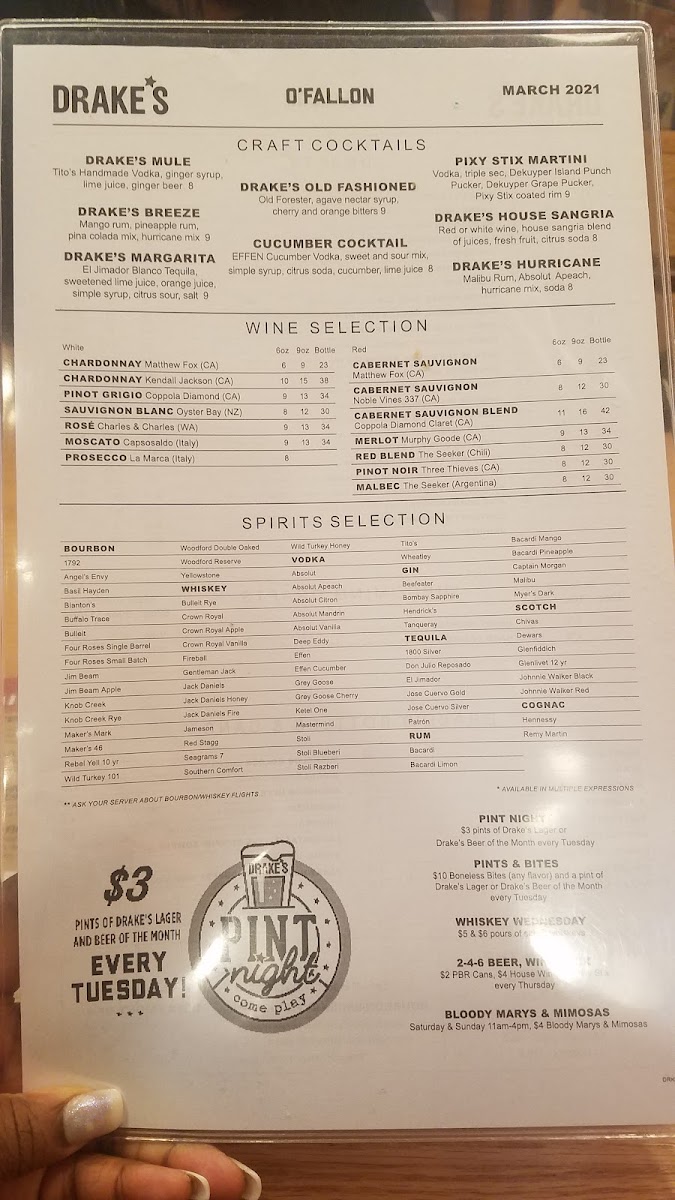 DRAKE'S
O'FALLON
MARCH 2021
CRAFT COCKTAILS
DRAKE'S MULE
Tito's Handmade Vodka, ginger syrup,
lime juice, ginger beer 8
DRAKE'S BREEZE
Mango rum, pineapple rum,
pina colada mix, hurricane mix 9
DRAKE'S MARGARITA
El Jimador Blanco Tequila,
sweetened lime juice, orange juice,
simple syrup, citrus sour, salt 9
DRAKE'S OLD FASHIONED
Old Forester, agave nectar syrup,
cherry and orange bitters 9
CUCUMBER COCKTAIL
EFFEN Cucumber Vodka, sweet and sour mix,
simple syrup, citrus soda, cucumber, lime juice 8
PIXY STIX MARTINI
Vodka, triple sec, Dekuyper Island Punch
Pucker, Dekuyper Grape Pucker,
Pixy Stix coated rim 9
DRAKE'S HOUSE SANGRIA
Red or white wine, house sangria blend
of juices, fresh fruit, citrus soda 8
DRAKE'S HURRICANE
Malibu Rum, Absolut Apeach,
hurricane mix, soda 8
WINE SELECTION
White 6oz 9oz Bottle
CHARDONNAY Matthew Fox (CA) 6 9 23
CHARDONNAY Kendall Jackson (CA) 10 15 38
PINOT GRIGIO Coppola Diamond (CA) 9 13 34
SAUVIGNON BLANC Oyster Bay (NZ) 8 12 30
ROSÉ Charles & Charles (WA) 9 13 34
MOSCATO Capsosaldo (Italy) 9 13 34
PROSECCO La Marca (Italy) 8
Red 6oz 9oz Bottle
CABERNET SAUVIGNON
Matthew Fox (CA) 6 9 23
CABERNET SAUVIGNON
Noble Vines 337 (CA) 8 12 30
CABERNET SAUVIGNON BLEND
Coppola Diamond Claret (CA) 11 16 42
MERLOT Murphy Goode (CA) 9 13 34
RED BLEND The Seeker (Chili) 8 12 30
PINOT NOIR Three Thieves (CA) 8 12 30
MALBEC The Seeker (Argentina) 8 12 30
SPIRITS SELECTION
BOURBON
1792
Angel's Envy
Basil Hayden
Blanton's
Buffalo Trace
Bulleit
Four Roses Single Barrel
Four Roses Small Batch
Jim Beam
Jim Beam Apple
Knob Creek
Knob Creek Rye
Maker's Mark
Maker's 46
Rebel Yell 10 yr
Wild Turkey 101
Woodford Double Oaked
Woodford Reserve
Yellowstone
WHISKEY
Bulleit Rye
Crown Royal
Crown Royal Apple
Crown Royal Vanilla
Fireball
Gentleman Jack
Jack Daniels
Jack Daniels Honey
Jack Daniels Fire
Jameson
Red Stagg
Seagrams 7
Southern Comfort
Wild Turkey Honey
VODKA
Absolut
Absolut Apeach
Absolut Citron
Absolut Mandrin
Absolut Vanilla
Deep Eddy
Effen
Effen Cucumber
Grey Goose
Grey Goose Cherry
Ketel One
Mastermind
Stoli
Stoli Blueberi
Stoli Razberi
Tito's
Wheatley
GIN
Beefeater
Bombay Sapphire
Hendrick's
Tanqueray
TEQUILA
1800 Silver
Don Julio Reposado
El Jimador
Jose Cuervo Gold
Jose Cuervo Silver
Patrón
RUM
Bacardi
Bacardi Limon
Bacardi Mango
Bacardi Pineapple
Captain Morgan
Malibu
Myer's Dark
SCOTCH
Chivas
Dewars
Glenfiddich
Glenlivet 12 yr
Johnnie Walker Black
Johnnie Walker Red
COGNAC
Hennessy
Remy Martin
** ASK YOUR SERVER ABOUT BOURBON/WHISKEY FLIGHTS
* AVAILABLE IN MULTIPLE EXPRESSIONS
$3
PINTS OF DRAKE'S LAGER
AND BEER OF THE MONTH
EVERY
TUESDAY!
DRAKE'S
PINT
night
come play
PINT NIGHT
$3 pints of Drake's Lager or
Drake's Beer of the Month every Tuesday
PINTS & BITES
$10 Boneless Bites (any flavor) and a pint of
Drake's Lager or Drake's Beer of the Month
every Tuesday
WHISKEY WEDNESDAY
$5 & $6 pours of
2-4-6 BEER,
$2 PBR Cans, $4 House
every Thursday
BLOODY MARYS & MIMOSAS
Saturday & Sunday 11am-4pm, $4 Bloody Marys & Mimosas